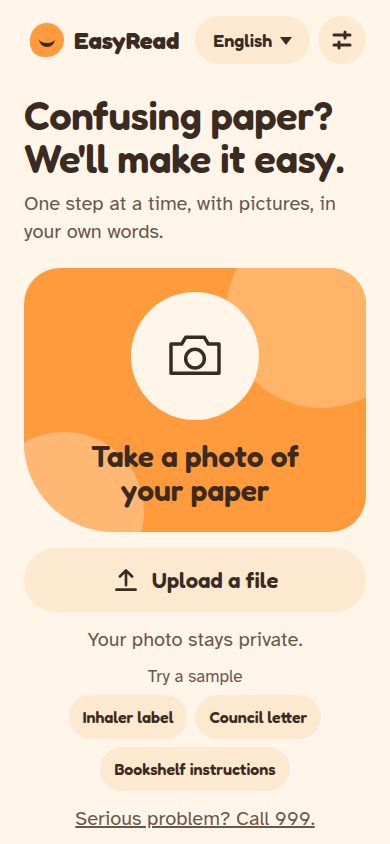 EasyRead
English
Confusing paper?
We'll make it easy.
One step at a time, with pictures, in
your own words.
Take a photo of
your paper
Upload a file
Your photo stays private.
Try a sample
Inhaler label
Council letter
Bookshelf instructions
Serious problem? Call 999.